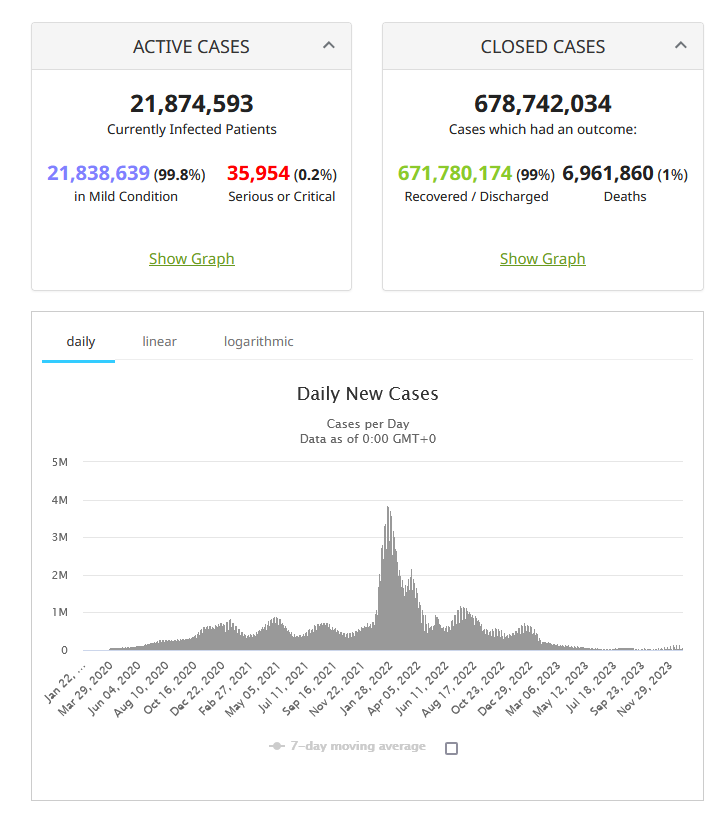 ACTIVE CASES
21,874,593
Currently Infected Patients
21,838,639 (99.8%)
in Mild Condition
35,954 (0.2%)
Serious or Critical
Show Graph
CLOSED CASES
678,742,034
Cases which had an outcome:
671,780,174 (99%)
Recovered / Discharged
6,961,860 (1%)
Deaths
Show Graph
daily linear logarithmic
Daily New Cases
Cases per Day
Data as of 0:00 GMT+0
5M
4M
3M
2M
1M
0
Jan 22, ...
Mar 29, 2020
Jun 04, 2020
Aug 10, 2020
Oct 16, 2020
Dec 22, 2020
Feb 27, 2021
May 05, 2021
Jul 11, 2021
Sep 16, 2021
Nov 22, 2021
Jan 28, 2022
Apr 05, 2022
Jun 11, 2022
Aug 17, 2022
Oct 23, 2022
Dec 29, 2022
Mar 06, 2023
May 12, 2023
Jul 18, 2023
Sep 23, 2023
Nov 29, 2023
7-day moving average